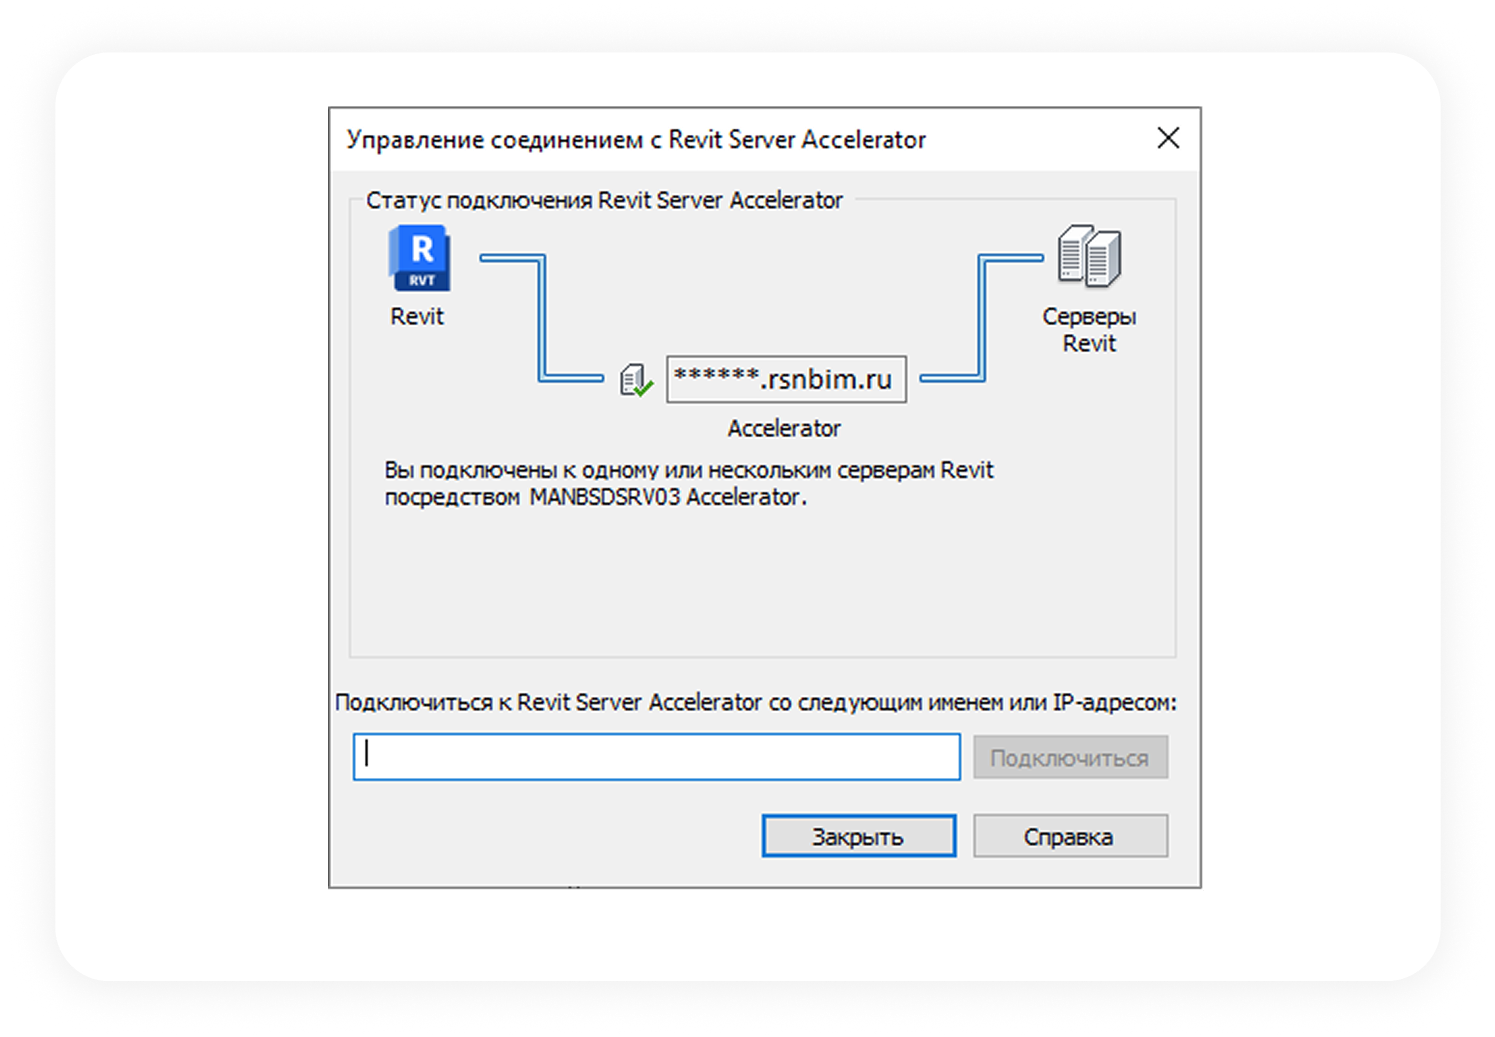 Управление соединением с Revit Server Accelerator
Статус подключения Revit Server Accelerator
R
RVT
Revit
Серверы
Revit
******.rsnbim.ru
Accelerator
Вы подключены к одному или нескольким серверам Revit
посредством MANBSDSRV03 Accelerator.
Подключиться к Revit Server Accelerator со следующим именем или IP-адресом:
Подключиться
Закрыть
Справка